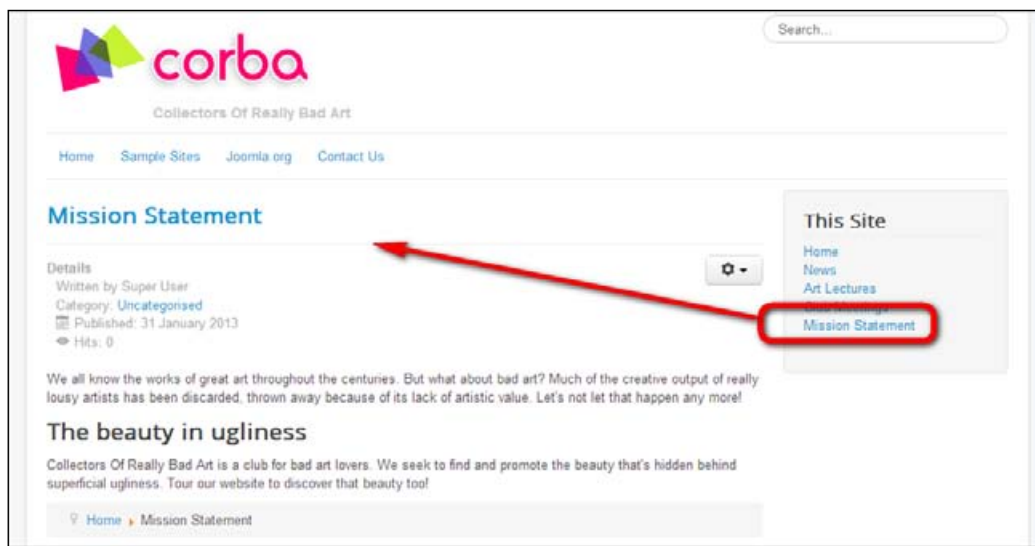 Search...
corba
Collectors Of Really Bad Art
Home Sample Sites Joomla.org Contact Us
Mission Statement
Details
Written by Super User
Category: Uncategorised
Published: 31 January 2013
Hits: 0
We all know the works of great art throughout the centuries. But what about bad art? Much of the creative output of really
lousy artists has been discarded, thrown away because of its lack of artistic value. Let's not let that happen any more!
The beauty in ugliness
Collectors Of Really Bad Art is a club for bad art lovers. We seek to find and promote the beauty that's hidden behind
superficial ugliness. Tour our website to discover that beauty too!
Home Mission Statement
This Site
Home
News
Art Lectures
Club Meetings
Mission Statement